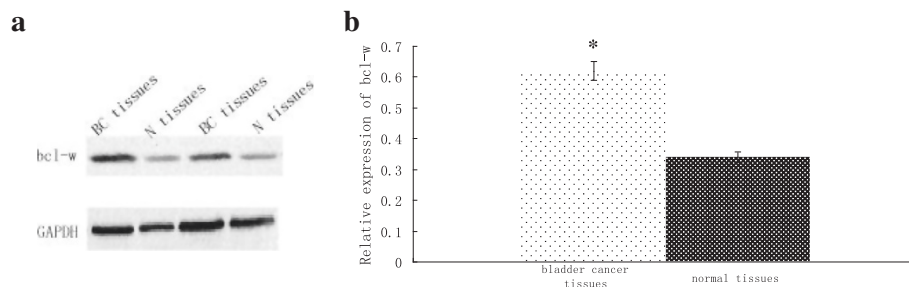 a
BC tissues
N tissues
BC tissues
N tissues
bcl-w
GAPDH
b
Relative expression of bcl-w
0.7
0.6
0.5
0.4
0.3
0.2
0.1
0
*
bladder cancer
tissues
normal tissues